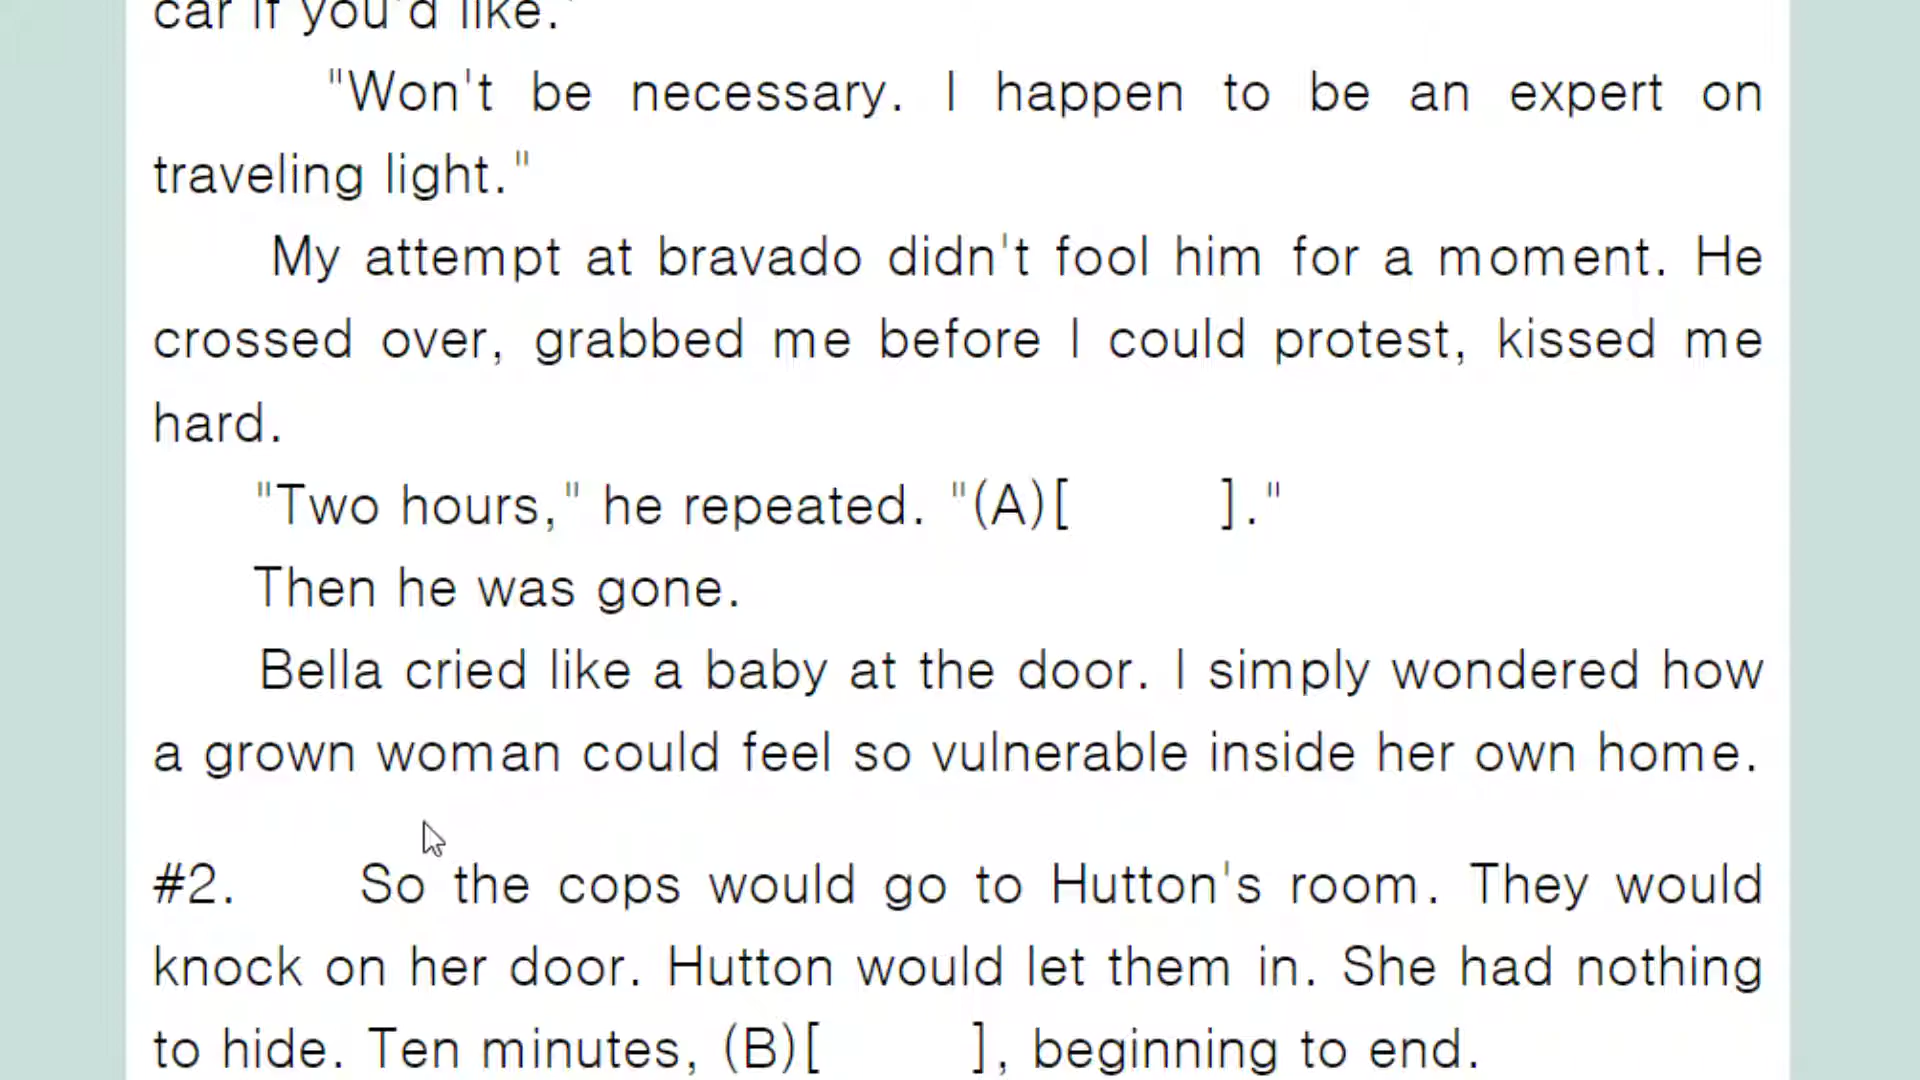 car if you'd like."
"Won't be necessary. I happen to be an expert on
traveling light."
My attempt at bravado didn't fool him for a moment. He
crossed over, grabbed me before I could protest, kissed me
hard.
"Two hours," he repeated. "(A)[ ]."
Then he was gone.
Bella cried like a baby at the door. I simply wondered how
a grown woman could feel so vulnerable inside her own home.
#2. So the cops would go to Hutton's room. They would
knock on her door. Hutton would let them in. She had nothing
to hide. Ten minutes, (B)[ ], beginning to end.